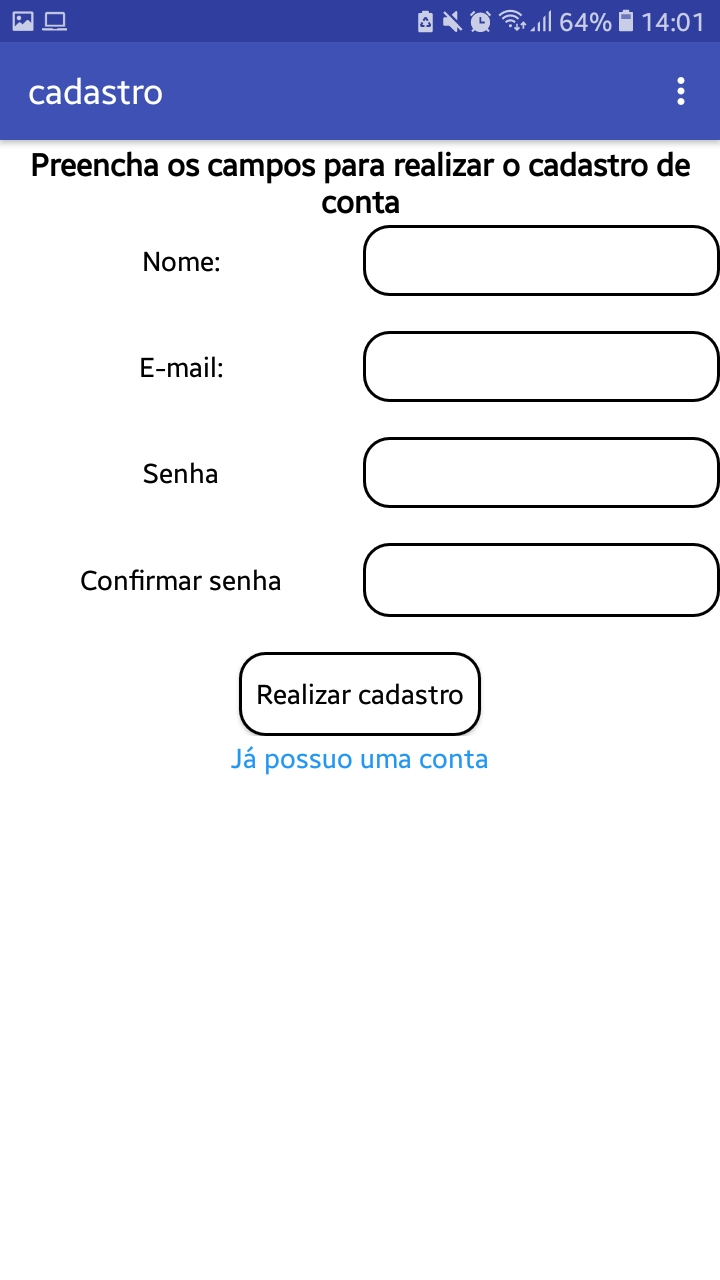 64% 14:01
cadastro
Preencha os campos para realizar o cadastro de
conta
Nome:
E-mail:
Senha
Confirmar senha
Realizar cadastro
Já possuo uma conta